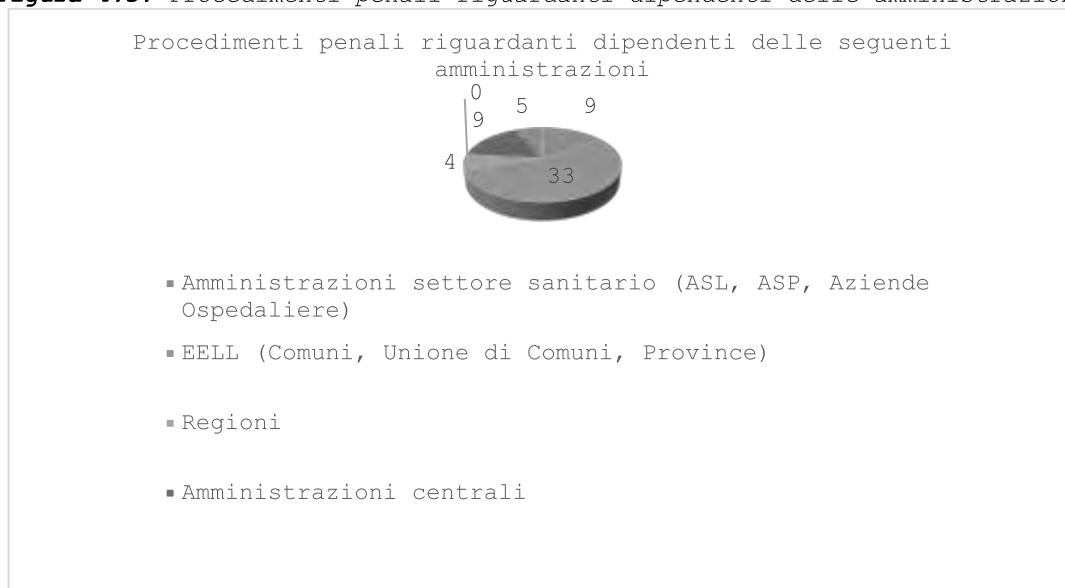 Procedimenti penali riguardanti dipendenti delle seguenti
amministrazioni
0
5 9
9
4
33
Amministrazioni settore sanitario (ASL, ASP, Aziende
Ospedaliere)
EELL (Comuni, Unione di Comuni, Province)
Regioni
Amministrazioni centrali